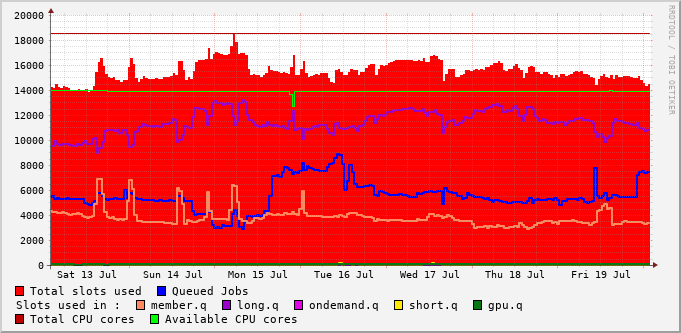 20000
18000
16000
14000
12000
10000
8000
6000
4000
2000
0
Sat 13 Jul Sun 14 Jul Mon 15 Jul Tue 16 Jul Wed 17 Jul Thu 18 Jul Fri 19 Jul
Total slots used Queued Jobs
Slots used in : member.q long.q ondemand.q short.q gpu.q
Total CPU cores Available CPU cores
RRDTOOL / TOBI OETIKER